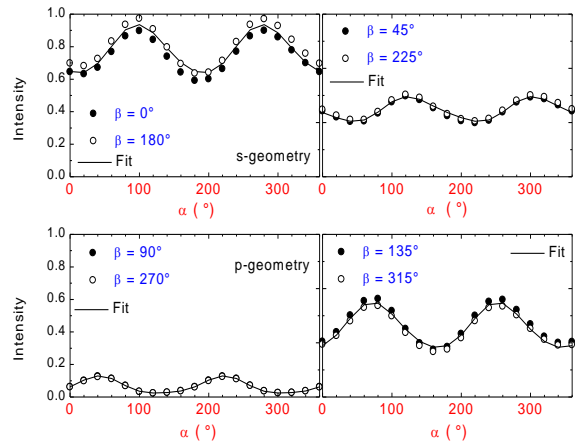 1.0
0.8
0.6
0.4
0.2
0.0
Intensity
β = 0°
β = 180°
Fit
s-geometry
0 100 200 300
α ( °)
β = 45°
β = 225°
Fit
0 100 200 300
α ( °)
1.0
0.8
0.6
0.4
0.2
0.0
Intensity
β = 90°
β = 270°
Fit
p-geometry
0 100 200 300
α ( °)
β = 135°
β = 315°
Fit
0 100 200 300
α ( °)